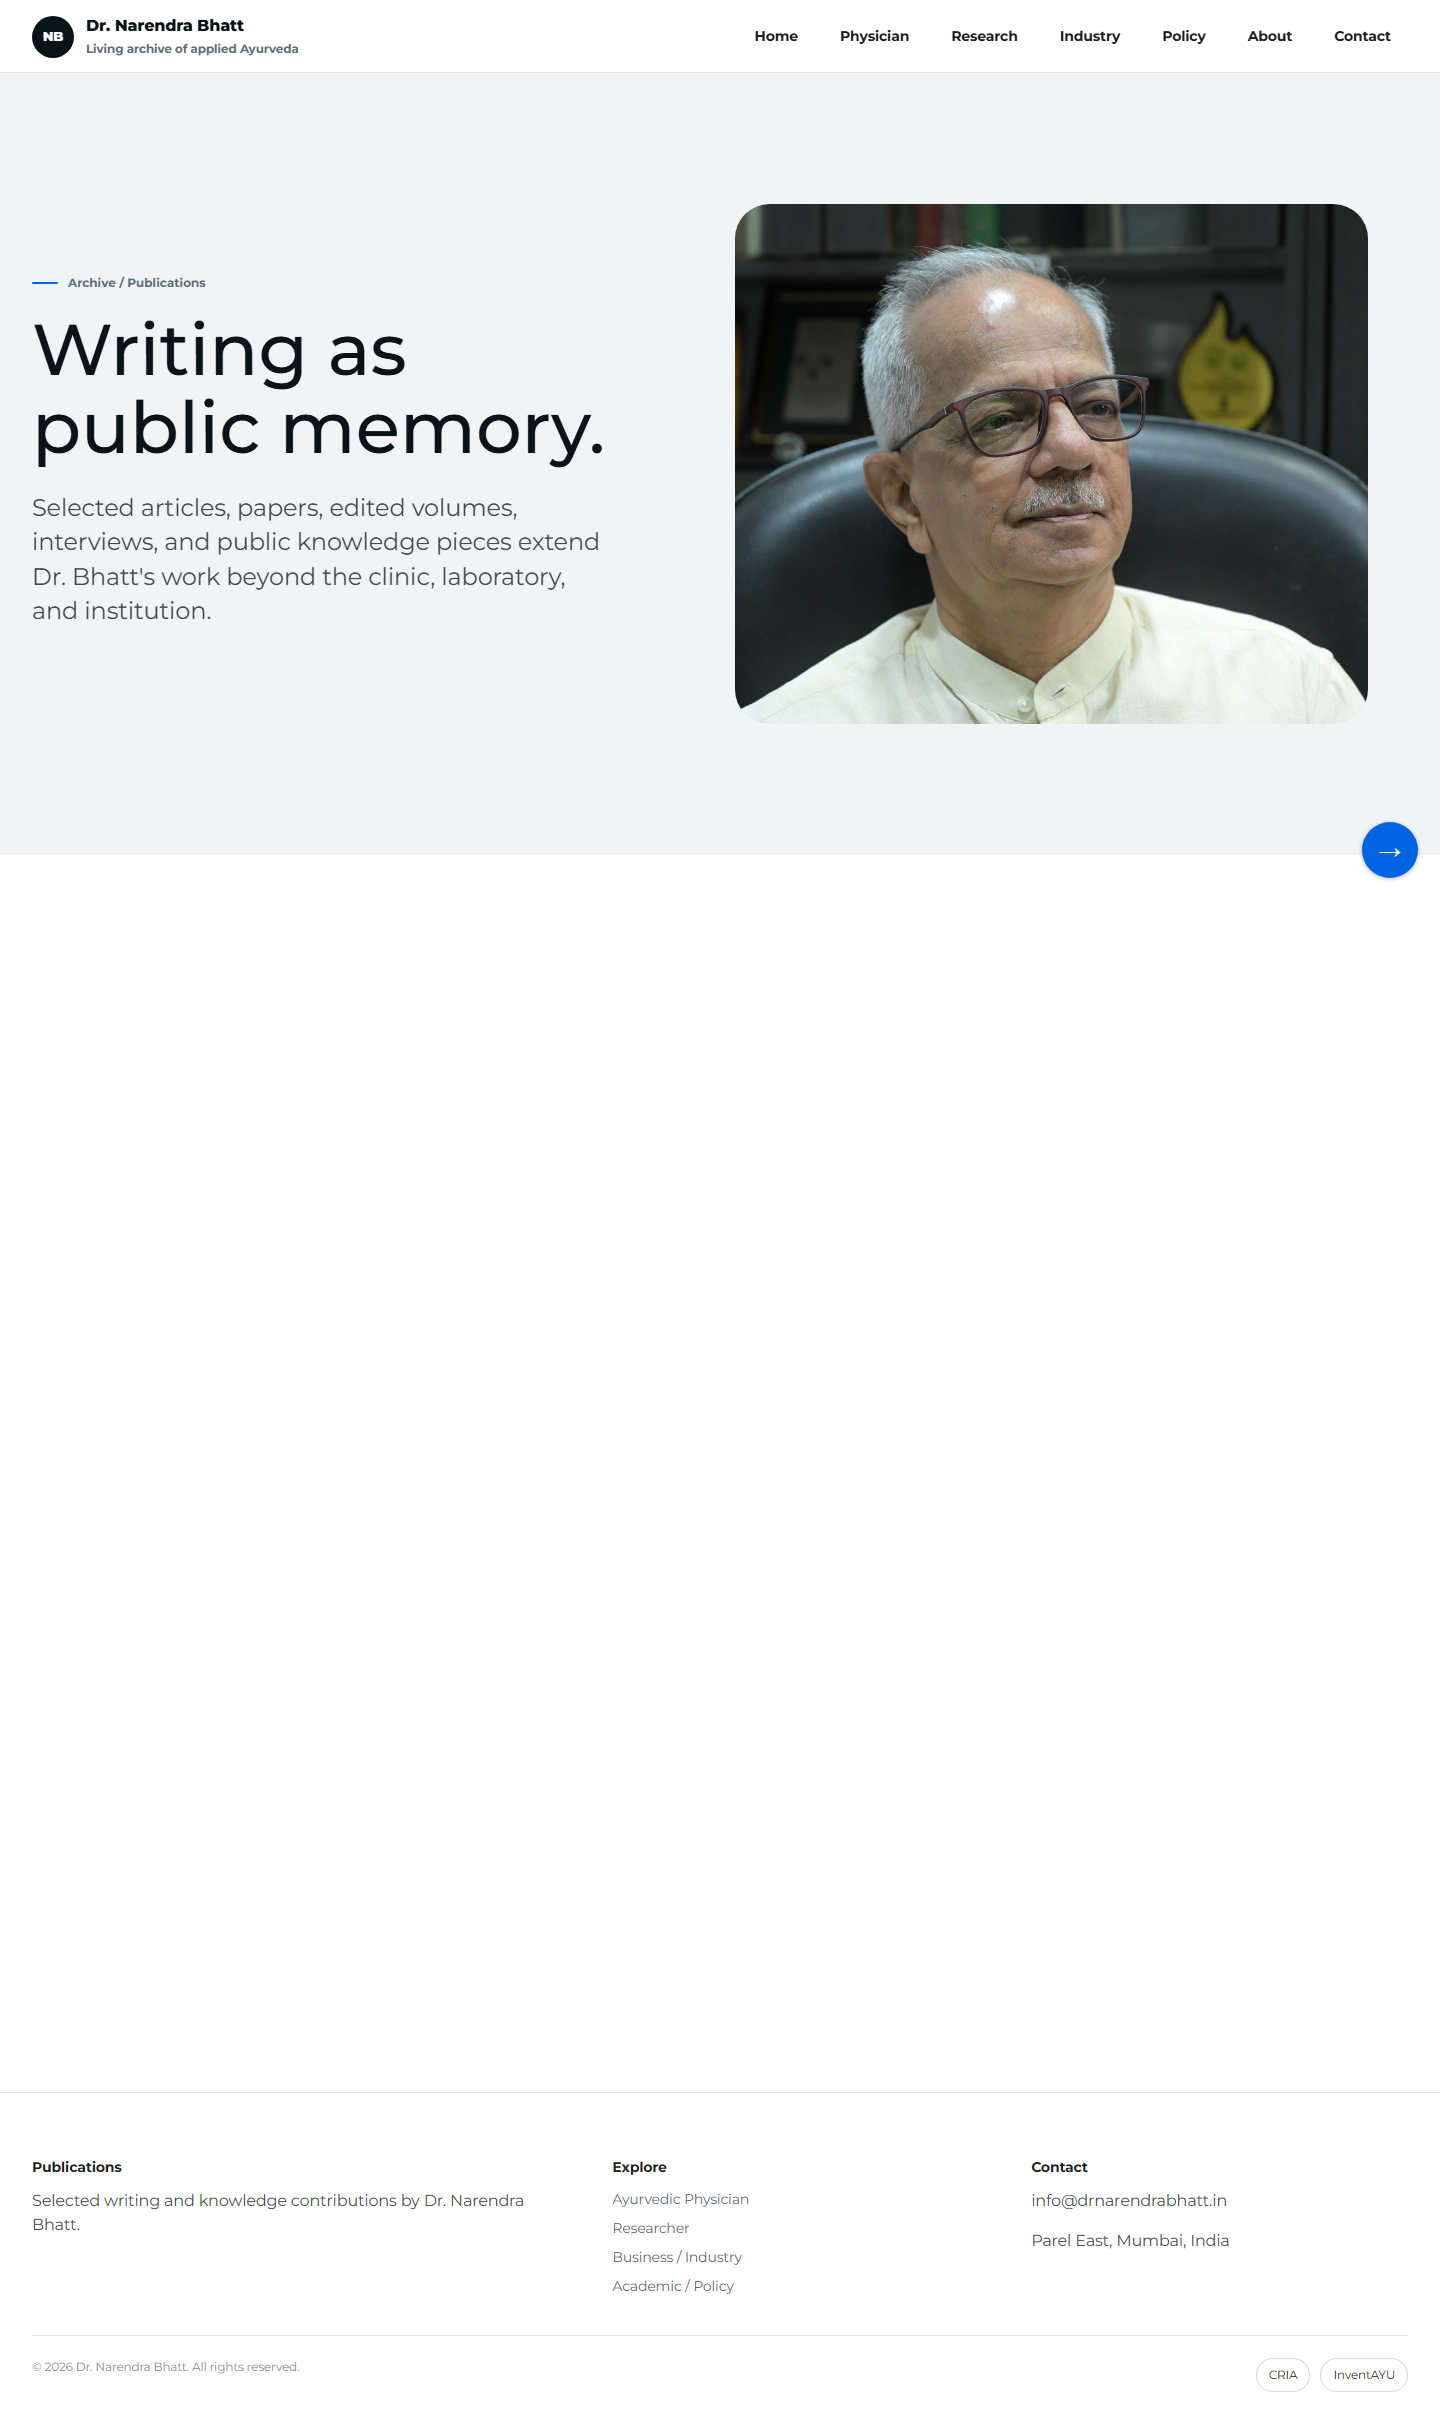 NB
Dr. Narendra Bhatt
Living archive of applied Ayurveda
Home
Physician
Research
Industry
Policy
About
Contact
Archive / Publications
Writing as
public memory.
Selected articles, papers, edited volumes,
interviews, and public knowledge pieces extend
Dr. Bhatt's work beyond the clinic, laboratory,
and institution.
→
Publications
Selected writing and knowledge contributions by Dr. Narendra
Bhatt.
Explore
Ayurvedic Physician
Researcher
Business / Industry
Academic / Policy
Contact
info@drnarendrabhatt.in
Parel East, Mumbai, India
© 2026 Dr. Narendra Bhatt. All rights reserved.
CRIA
InventAYU